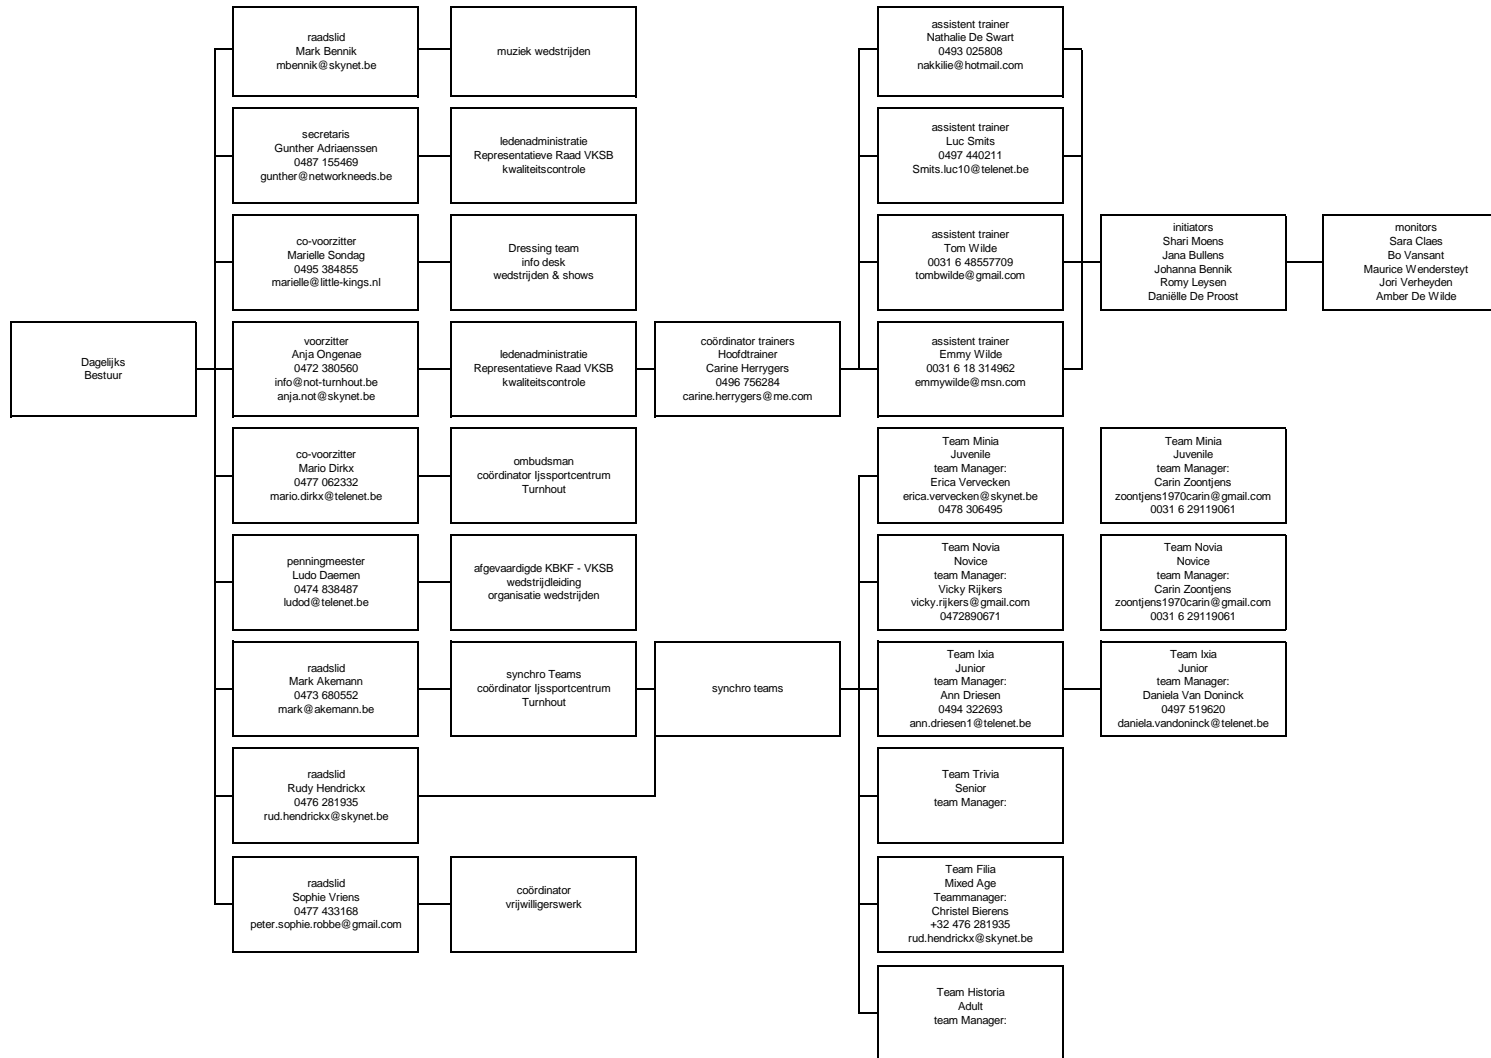 Dagelijks
Bestuur
raadslid
Mark Bennik
mbennik@skynet.be
muziek wedstrijden
secretaris
Gunther Adriaenssen
0487 155469
gunther@networkneeds.be
ledenadministratie
Representatieve Raad VKSB
kwaliteitscontrole
co-voorzitter
Marielle Sondag
0495 384855
marielle@little-kings.nl
Dressing team
info desk
wedstrijden & shows
voorzitter
Anja Ongenae
0472 380560
info@not-turnhout.be
anja.not@skynet.be
ledenadministratie
Representatieve Raad VKSB
kwaliteitscontrole
co-voorzitter
Mario Dirkx
0477 062332
mario.dirkx@telenet.be
ombudsman
coördinator Ijssportcentrum
Turnhout
penningmeester
Ludo Daemen
0474 838487
ludod@telenet.be
afgevaardigde KBKF - VKSB
wedstrijdleiding
organisatie wedstrijden
raadslid
Mark Akemann
0473 680552
mark@akemann.be
synchro Teams
coördinator Ijssportcentrum
Turnhout
raadslid
Rudy Hendrickx
0476 281935
rud.hendrickx@skynet.be
raadslid
Sophie Vriens
0477 433168
peter.sophie.robbe@gmail.com
coördinator
vrijwilligerswerk
coördinator trainers
Hoofdtrainer
Carine Herrygers
0496 756284
carine.herrygers@me.com
synchro teams
assistent trainer
Nathalie De Swart
0493 025808
nakkilie@hotmail.com
assistent trainer
Luc Smits
0497 440211
Smits.luc10@telenet.be
assistent trainer
Tom Wilde
0031 6 48557709
tombwilde@gmail.com
assistent trainer
Emmy Wilde
0031 6 18 314962
emmywilde@msn.com
initiators
Shari Moens
Jana Bullens
Johanna Bennik
Romy Leysen
Daniëlle De Proost
monitors
Sara Claes
Bo Vansant
Maurice Wendersteyt
Jori Verheyden
Amber De Wilde
Team Minia
Juvenile
team Manager:
Erica Vervecken
erica.vervecken@skynet.be
0478 306495
Team Minia
Juvenile
team Manager:
Carin Zoontjens
zoontjens1970carin@gmail.com
0031 6 29119061
Team Novia
Novice
team Manager:
Vicky Rijkers
vicky.rijkers@gmail.com
0472890671
Team Novia
Novice
team Manager:
Carin Zoontjens
zoontjens1970carin@gmail.com
0031 6 29119061
Team Ixia
Junior
team Manager:
Ann Driesen
0494 322693
ann.driesen1@telenet.be
Team Ixia
Junior
team Manager:
Daniela Van Doninck
0497 519620
daniela.vandoninck@telenet.be
Team Trivia
Senior
team Manager:
Team Filia
Mixed Age
Teammanager:
Christel Bierens
+32 476 281935
rud.hendrickx@skynet.be
Team Historia
Adult
team Manager: